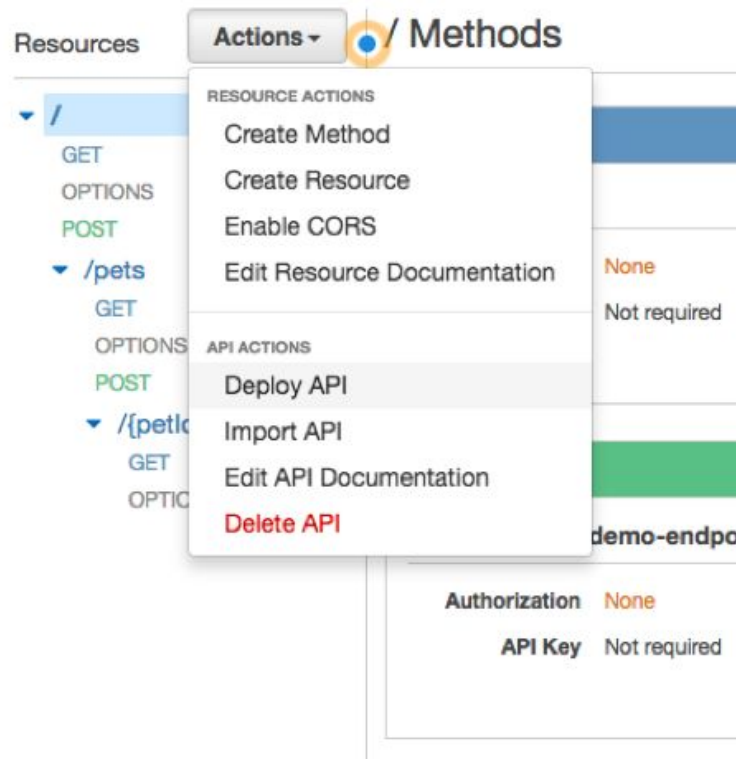 Resources
Actions
/ Methods
/
GET
OPTIONS
POST
/pets
GET
OPTIONS
POST
GET
RESOURCE ACTIONS
Create Method
Create Resource
Enable CORS
Edit Resource Documentation
API ACTIONS
Deploy API
Import API
Edit API Documentation
Delete API
None
Not required
Authorization None
API Key Not required